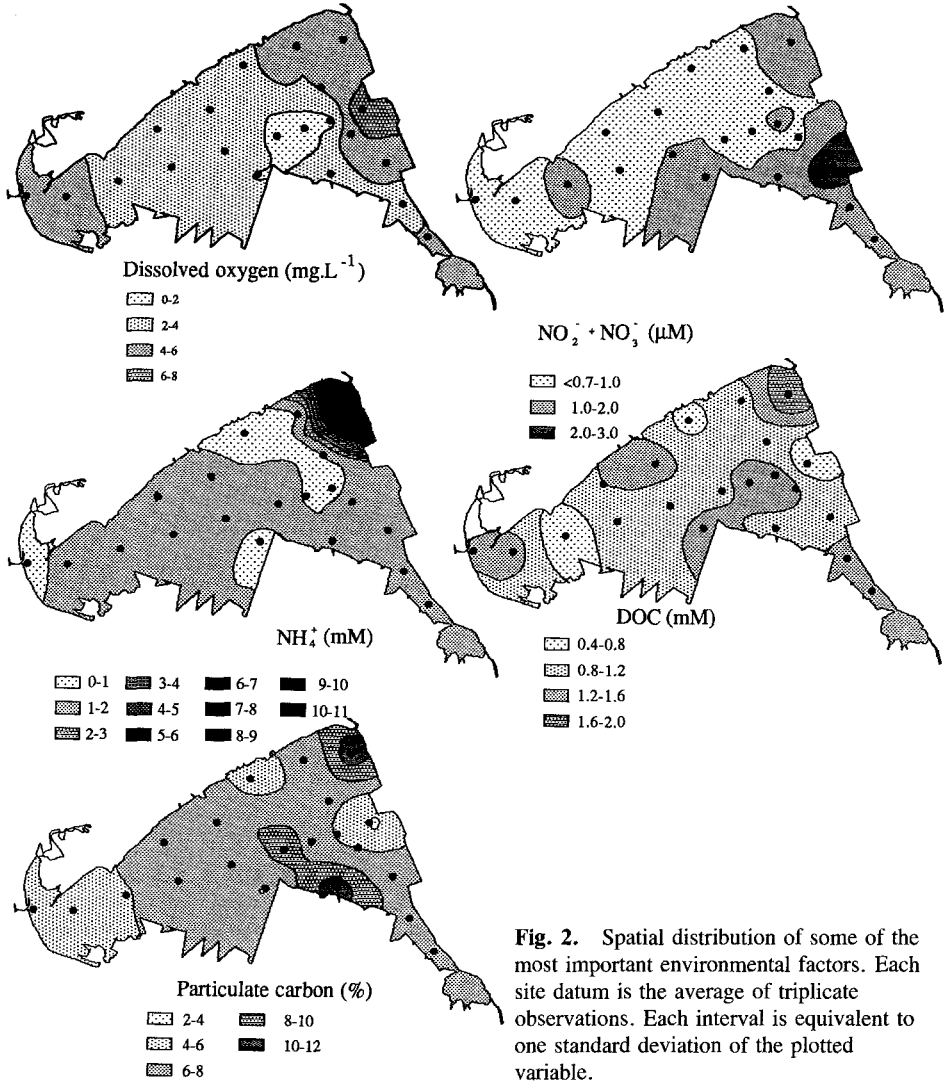 Dissolved oxygen (mg.L⁻¹)
0-2
2-4
4-6
6-8
NO₂⁻ + NO₃⁻ (µM)
<0.7-1.0
1.0-2.0
2.0-3.0
NH₄⁺ (mM)
0-1 3-4 6-7 9-10
1-2 4-5 7-8 10-11
2-3 5-6 8-9
DOC (mM)
0.4-0.8
0.8-1.2
1.2-1.6
1.6-2.0
Particulate carbon (%)
2-4 8-10
4-6 10-12
6-8
Fig. 2. Spatial distribution of some of the
most important environmental factors. Each
site datum is the average of triplicate
observations. Each interval is equivalent to
one standard deviation of the plotted
variable.